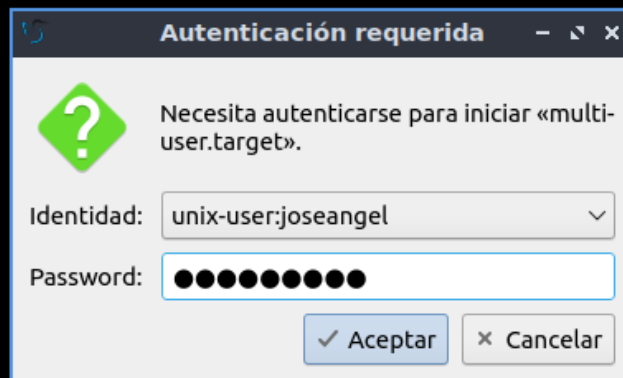 Autenticación requerida
Necesita autenticarse para iniciar «multi-
user.target».
Identidad: unix-user:joseangel
Password: ●●●●●●●●●
Aceptar Cancelar